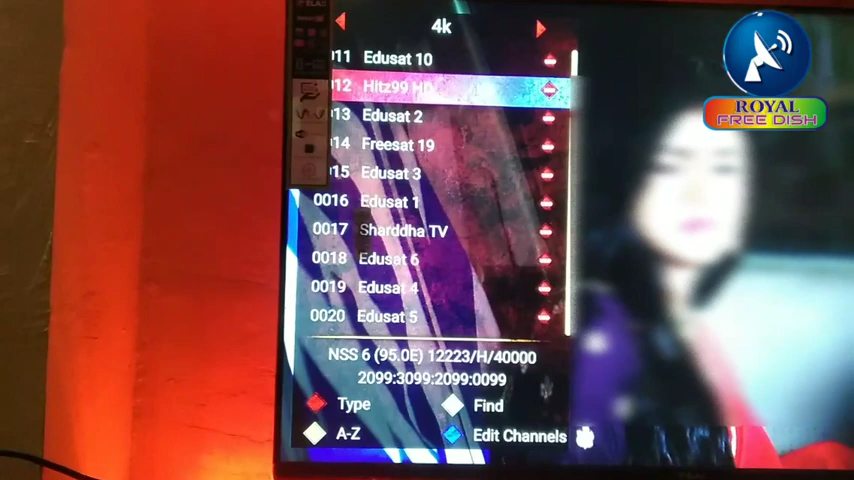 4k
011 Edusat 10
012 Hitz99 HD
013 Edusat 2
014 Freesat 19
015 Edusat 3
0016 Edusat 1
0017 Sharddha TV
0018 Edusat 6
0019 Edusat 4
0020 Edusat 5
NSS 6 (95.0E) 12223/H/40000
2099:3099:2099:0099
Type
Find
A-Z
Edit Channels
ROYAL
FREE DISH